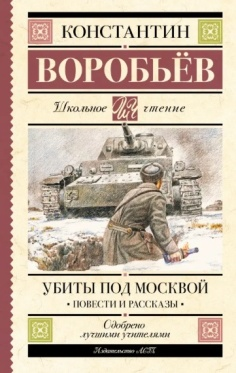 КОНСТАНТИН
ВОРОБЬЁВ
Школьное чтение
УБИТЫ ПОД МОСКВОЙ
• ПОВЕСТИ И РАССКАЗЫ •
Одобрено
лучшими учителями
Издательство АСТ